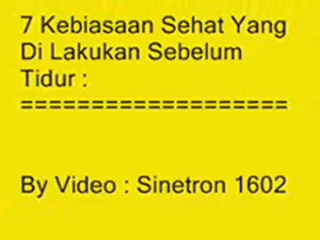 7 Kebiasaan Sehat Yang
Di Lakukan Sebelum
Tidur :
===================
By Video : Sinetron 1602